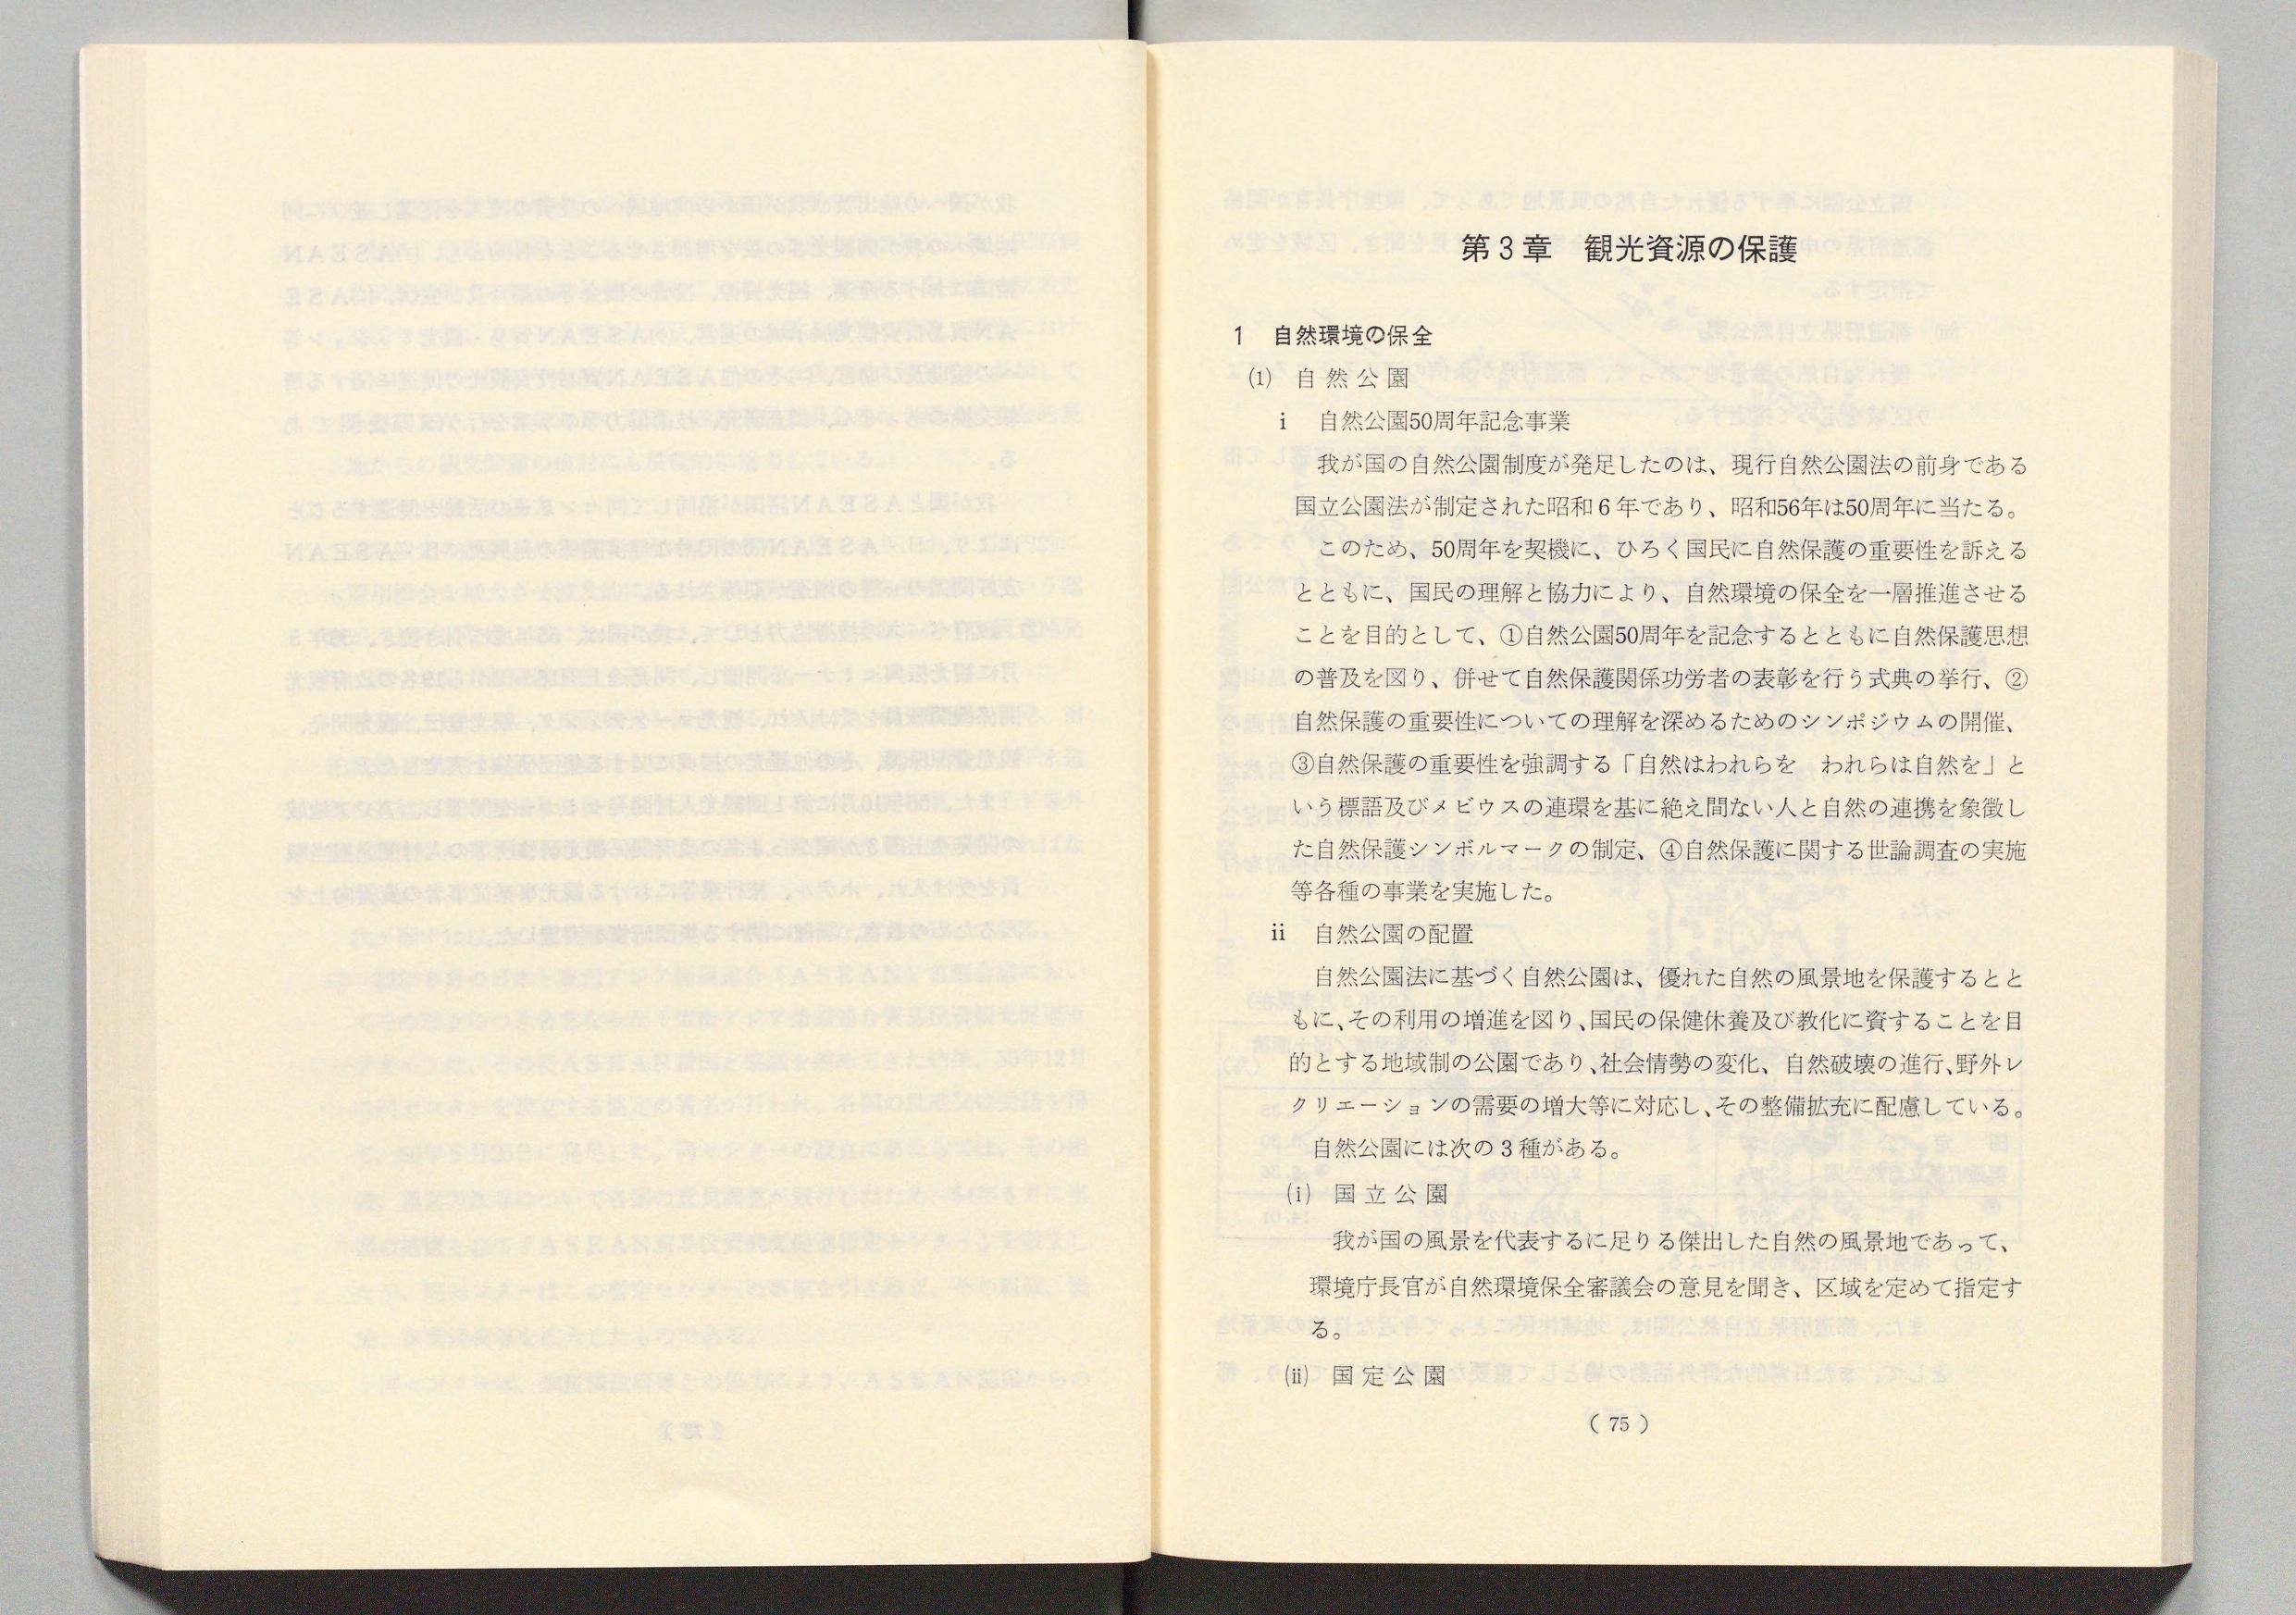 第3章　観光資源の保護
1　自然環境の保全
(1)　自然公園
i　自然公園50周年記念事業
我が国の自然公園制度が発足したのは、現行自然公園法の前身である
国立公園法が制定された昭和6年であり、昭和56年は50周年に当たる。
このため、50周年を契機に、ひろく国民に自然保護の重要性を訴える
とともに、国民の理解と協力により、自然環境の保全を一層推進させる
ことを目的として、①自然公園50周年を記念するとともに自然保護思想
の普及を図り、併せて自然保護関係功労者の表彰を行う式典の挙行、②
自然保護の重要性についての理解を深めるためのシンポジウムの開催、
③自然保護の重要性を強調する「自然はわれらを　われらは自然を」と
いう標語及びメビウスの連環を基に絶え間ない人と自然の連携を象徴し
た自然保護シンボルマークの制定、④自然保護に関する世論調査の実施
等各種の事業を実施した。
ii　自然公園の配置
自然公園法に基づく自然公園は、優れた自然の風景地を保護するとと
もに、その利用の増進を図り、国民の保健休養及び教化に資することを目
的とする地域制の公園であり、社会情勢の変化、自然破壊の進行、野外レ
クリエーションの需要の増大等に対応し、その整備拡充に配慮している。
自然公園には次の3種がある。
(i)　国立公園
我が国の風景を代表するに足りる傑出した自然の風景地であって、
環境庁長官が自然環境保全審議会の意見を聞き、区域を定めて指定す
る。
(ii)　国定公園
( 75 )